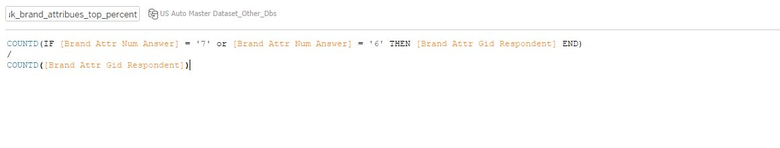 ık_brand_attribues_top_percent US Auto Master Dataset_Other_Dbs
COUNTD(IF [Brand Attr Num Answer] = '7' or [Brand Attr Num Answer] = '6' THEN [Brand Attr Gid Respondent] END)
/
COUNTD([Brand Attr Gid Respondent])